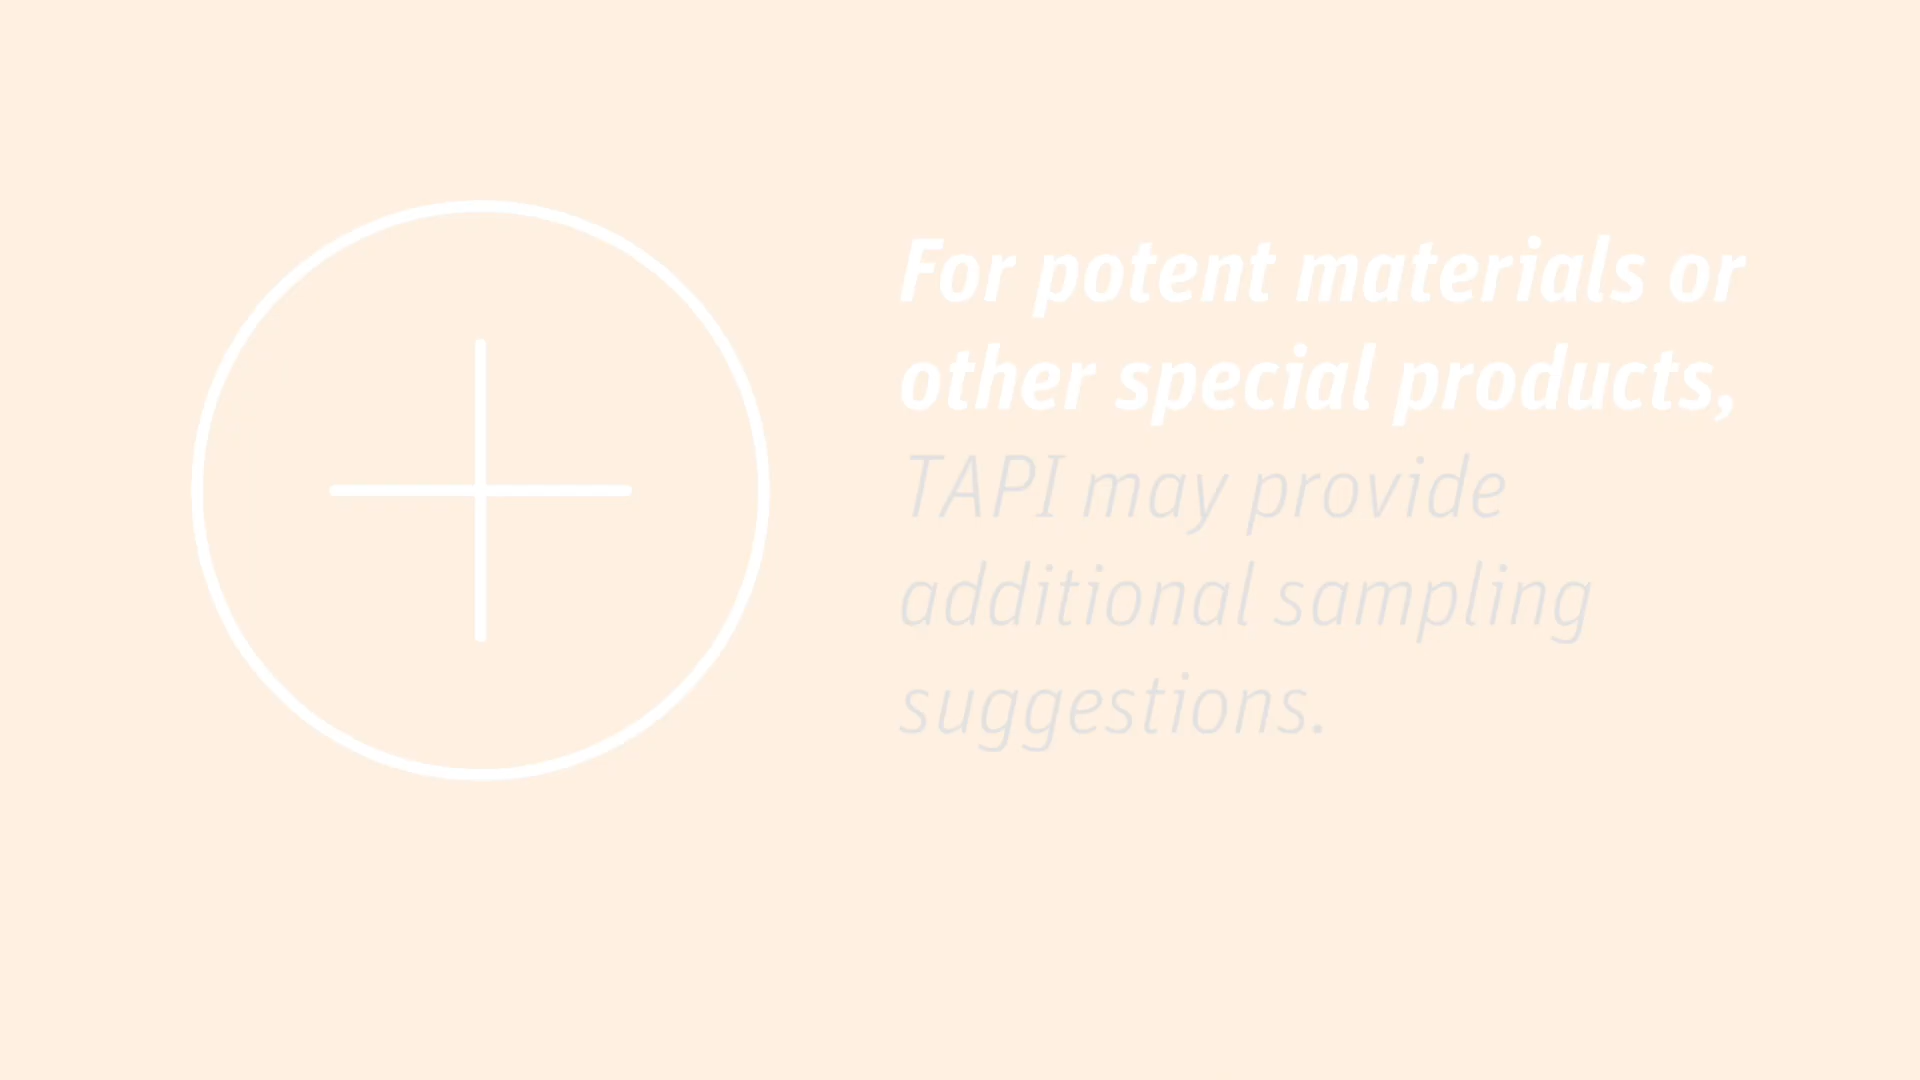 For potent materials or
other special products,
TAPI may provide
additional sampling
suggestions.